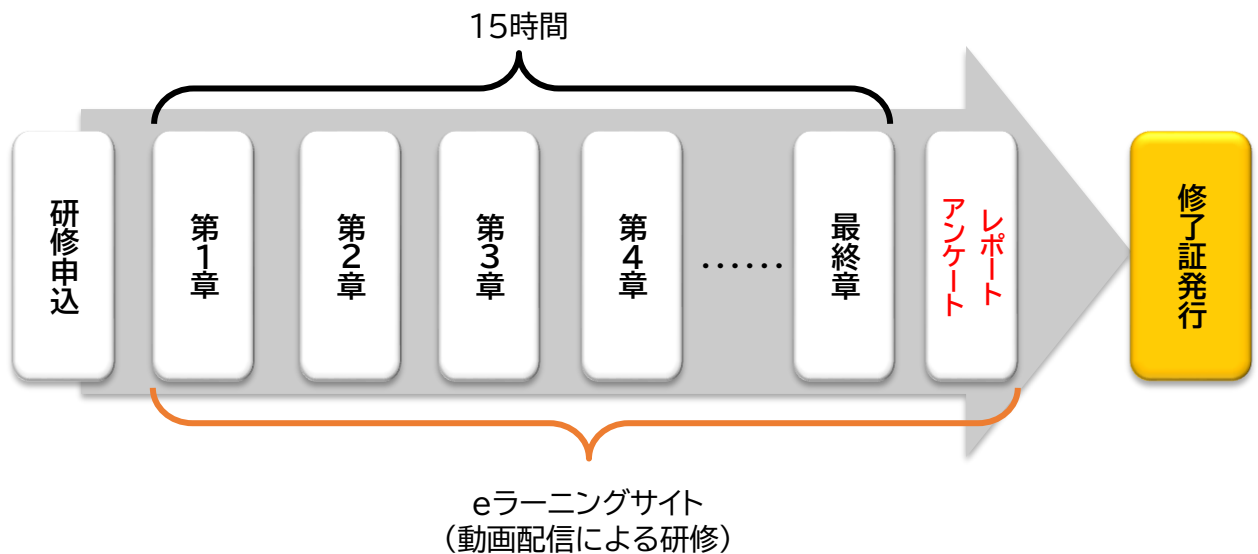 15時間
研修申込
第1章
第2章
第3章
第4章
……
最終章
レポート
アンケート
修了証発行
eラーニングサイト
（動画配信による研修）